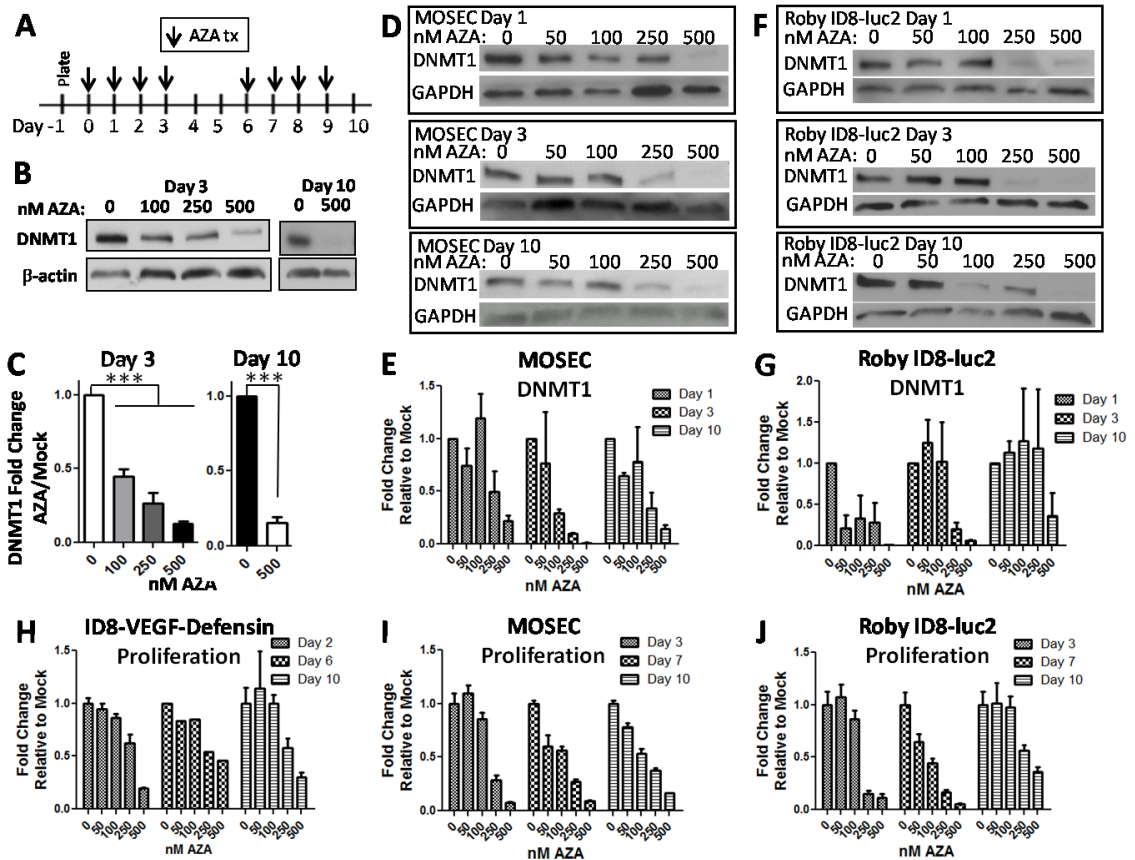 A
AZA tx
Plate
Day -1 0 1 2 3 4 5 6 7 8 9 10
B
Day 3
Day 10
nM AZA: 0 100 250 500
0 500
DNMT1
β-actin
C
Day 3
Day 10
DNMT1 Fold Change
AZA/Mock
***
***
1.0
0.5
0.0
1.0
0.5
0.0
0 100 250 500
0 500
nM AZA
D
MOSEC Day 1
nM AZA: 0 50 100 250 500
DNMT1
GAPDH
MOSEC Day 3
nM AZA: 0 50 100 250 500
DNMT1
GAPDH
MOSEC Day 10
nM AZA: 0 50 100 250 500
DNMT1
GAPDH
F
Roby ID8-luc2 Day 1
nM AZA: 0 50 100 250 500
DNMT1
GAPDH
Roby ID8-luc2 Day 3
nM AZA: 0 50 100 250 500
DNMT1
GAPDH
Roby ID8-luc2 Day 10
nM AZA: 0 50 100 250 500
DNMT1
GAPDH
E
MOSEC
DNMT1
Day 1
Day 3
Day 10
Fold Change
Relative to Mock
1.5
1.0
0.5
0.0
0 50 100 250 500 0 50 100 250 500 0 50 100 250 500
nM AZA
G
Roby ID8-luc2
DNMT1
Day 1
Day 3
Day 10
Fold Change
Relative to Mock
2.0
1.5
1.0
0.5
0.0
0 50 100 250 500 0 50 100 250 500 0 50 100 250 500
nM AZA
H
ID8-VEGF-Defensin
Proliferation
Day 2
Day 6
Day 10
Fold Change
Relative to Mock
1.5
1.0
0.5
0.0
0 50 100 250 500 0 50 100 250 500 0 50 100 250 500
nM AZA
I
MOSEC
Proliferation
Day 3
Day 7
Day 10
Fold Change
Relative to Mock
1.5
1.0
0.5
0.0
0 50 100 250 500 0 50 100 250 500 0 50 100 250 500
nM AZA
J
Roby ID8-luc2
Proliferation
Day 3
Day 7
Day 10
Fold Change
Relative to Mock
1.5
1.0
0.5
0.0
0 50 100 250 500 0 50 100 250 500 0 50 100 250 500
nM AZA